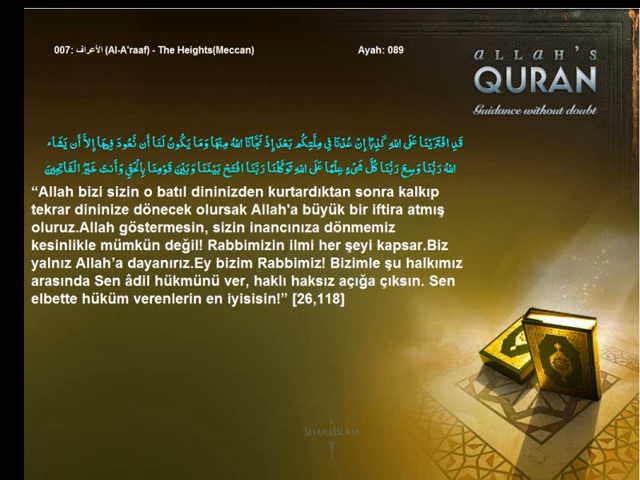 007: الأعراف (Al-A'raaf) - The Heights(Meccan) Ayah: 089
ALLAH'S
QURAN
Guidance without doubt
قَدِ افْتَرَيْنَا عَلَى اللّهِ كَذِبًا إِنْ عُدْنَا فِي مِلَّتِكُم بَعْدَ إِذْ نَجَّانَا اللّهُ مِنْهَا وَمَا يَكُونُ لَنَا أَن نَّعُودَ فِيهَا إِلاَّ أَن يَشَاء
اللّهُ رَبُّنَا وَسِعَ رَبُّنَا كُلَّ شَيْءٍ عِلْمًا عَلَى اللّهِ تَوَكَّلْنَا رَبَّنَا افْتَحْ بَيْنَنَا وَبَيْنَ قَوْمِنَا بِالْحَقِّ وَأَنتَ خَيْرُ الْفَاتِحِينَ
“Allah bizi sizin o batıl dininizden kurtardıktan sonra kalkıp
tekrar dininize dönecek olursak Allah'a büyük bir iftira atmış
oluruz.Allah göstermesin, sizin inancınıza dönmemiz
kesinlikle mümkün değil! Rabbimizin ilmi her şeyi kapsar.Biz
yalnız Allah’a dayanırız.Ey bizim Rabbimiz! Bizimle şu halkımız
arasında Sen âdil hükmünü ver, haklı haksız açığa çıksın. Sen
elbette hüküm verenlerin en iyisisin!” [26,118]
SHAREISLAM